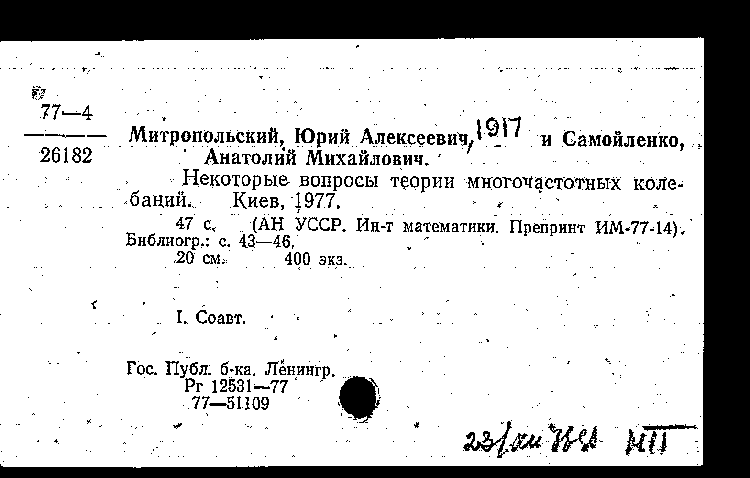 77—4
26182
Митропольский, Юрий Алексеевич, 1917 и Самойленко,
Анатолий Михайлович.
Некоторые вопросы теории многочастотных коле-
баний. Киев, 1977.
47 с. (АН УССР. Ин-т математики. Препринт ИМ-77-14).
Библиогр.: с. 43—46.
20 см. 400 экз.
I. Соавт.
Гос. Публ. б-ка. Ленингр.
Рг 12531—77
77—51109
23/XII